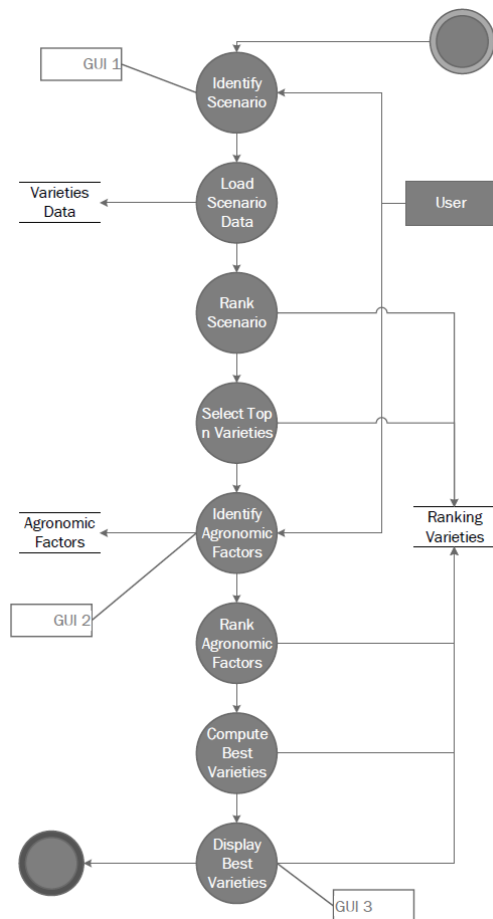 GUI 1
Identify
Scenario
Varieties
Data
Load
Scenario
Data
User
Rank
Scenario
Select Top
n Varieties
Agronomic
Factors
Identify
Agronomic
Factors
Ranking
Varieties
GUI 2
Rank
Agronomic
Factors
Compute
Best
Varieties
Display
Best
Varieties
GUI 3